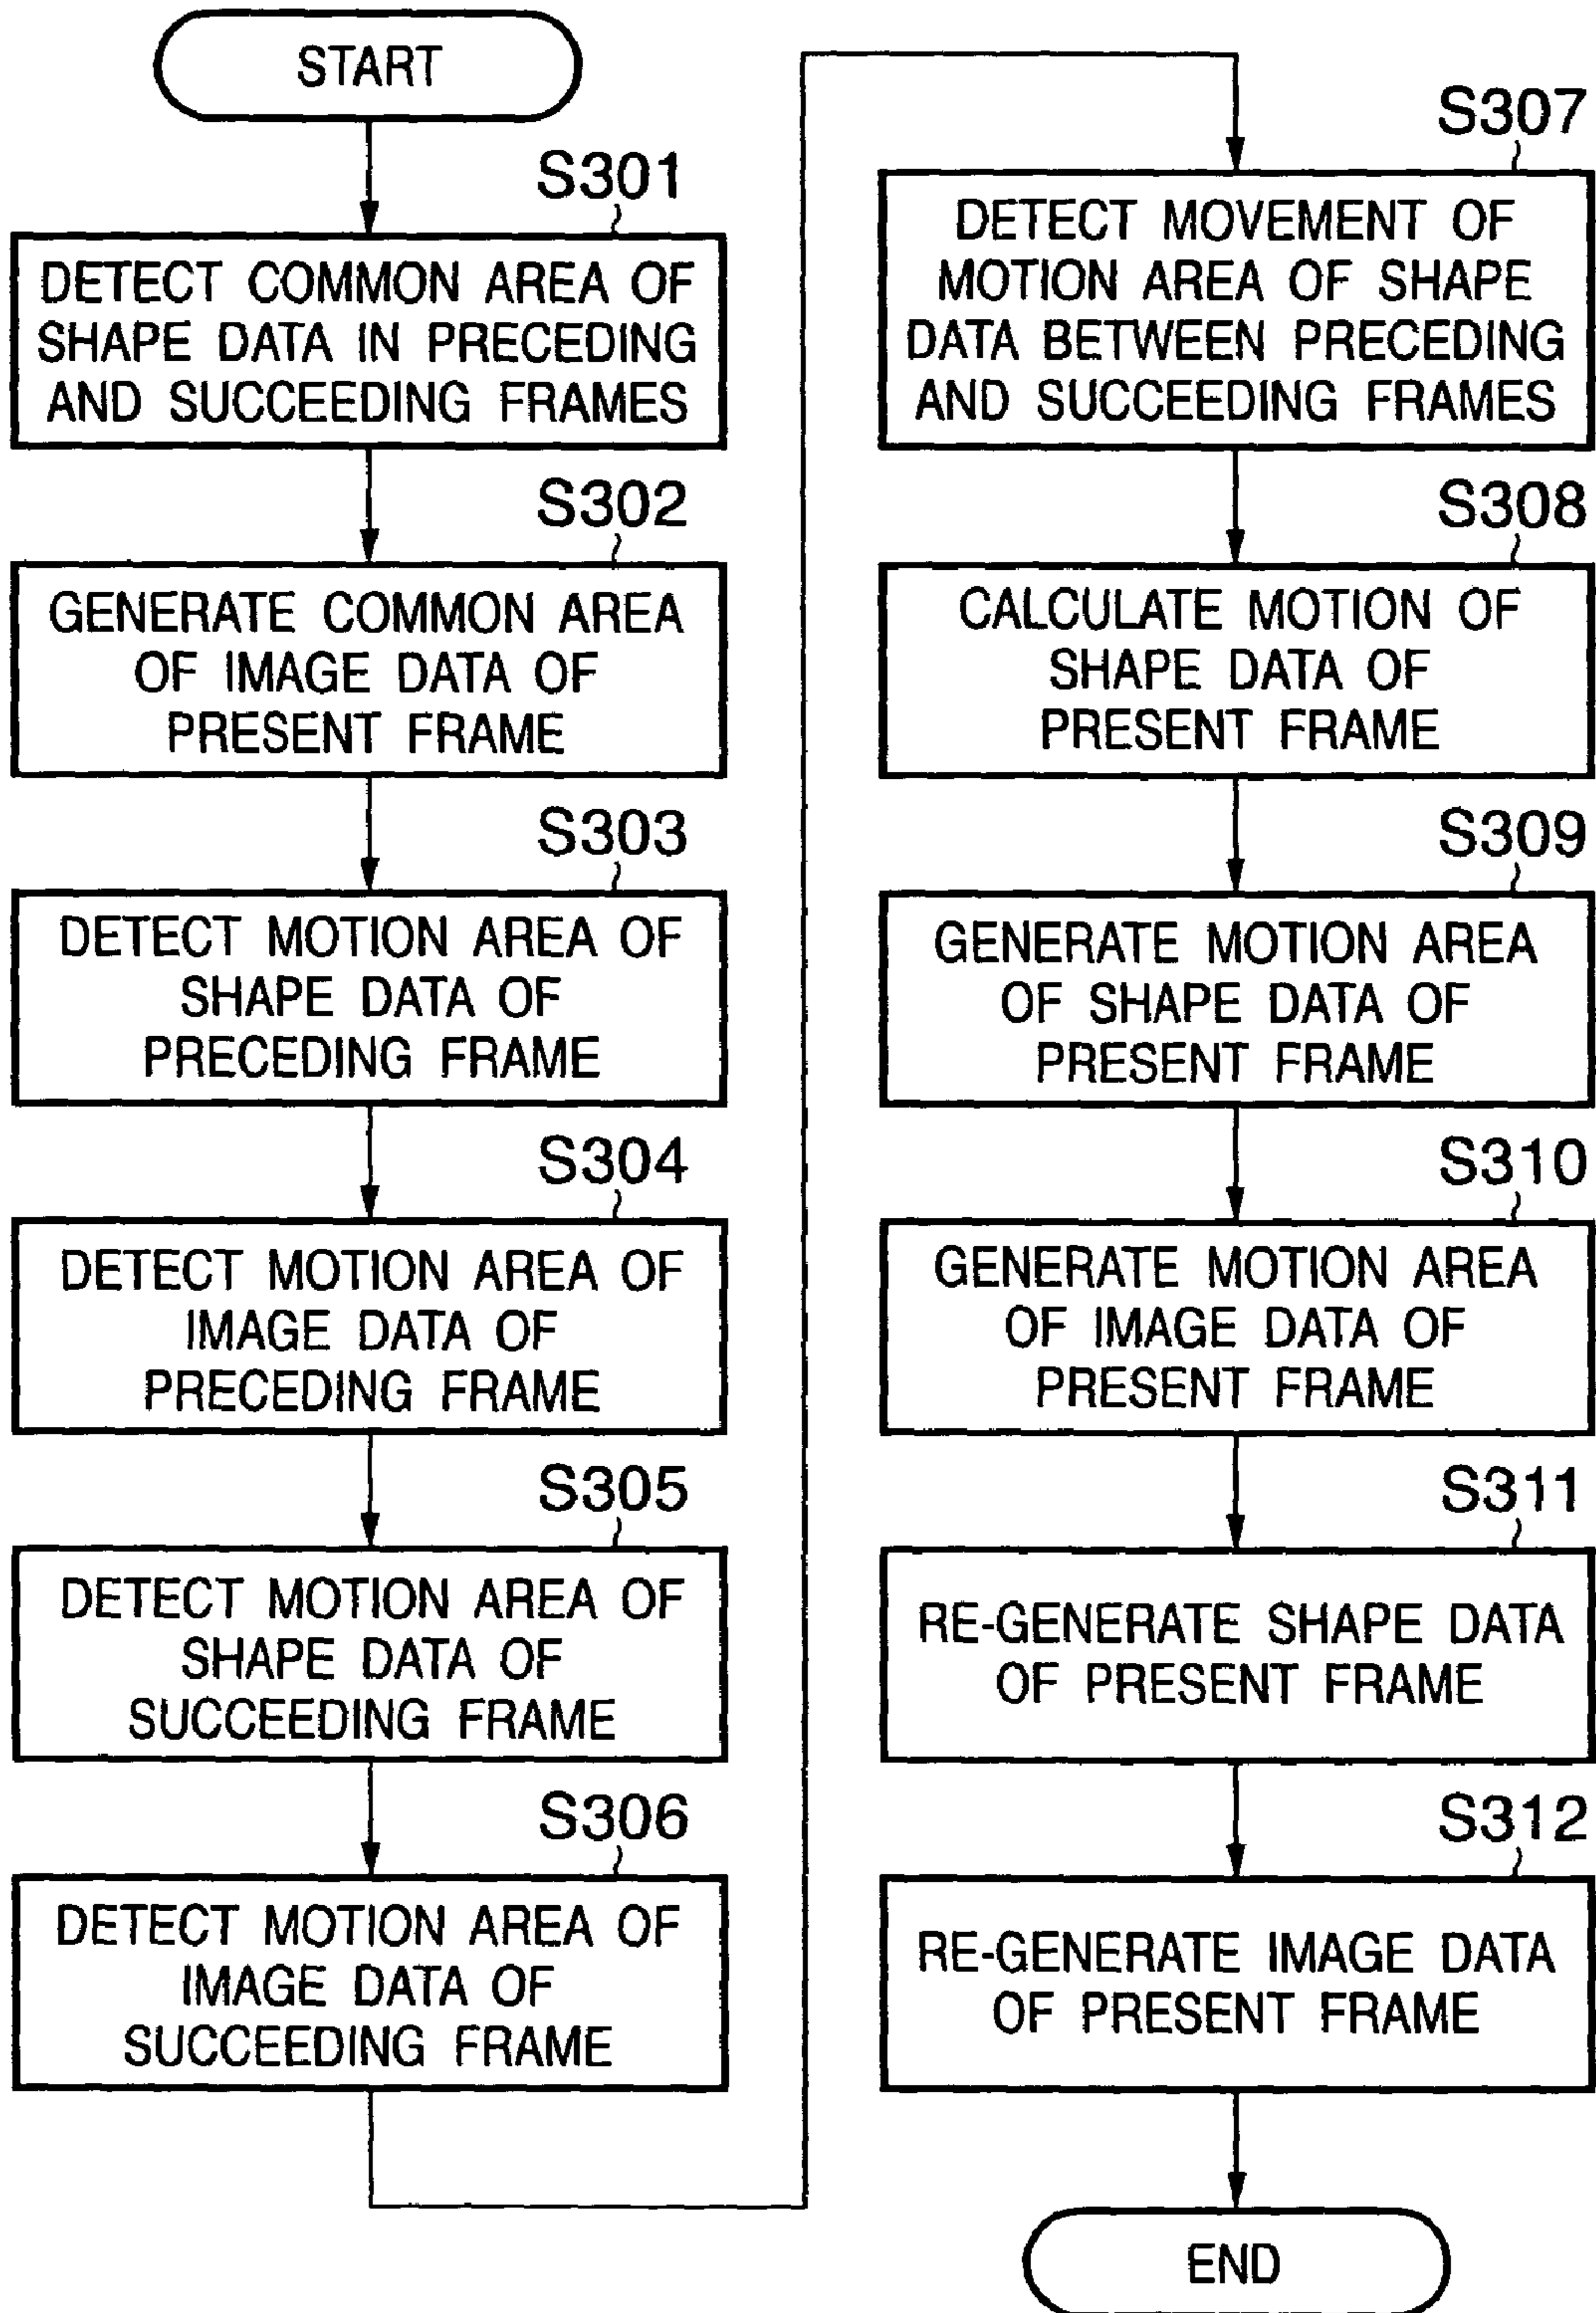 START
S301
DETECT COMMON AREA OF
SHAPE DATA IN PRECEDING
AND SUCCEEDING FRAMES
S302
GENERATE COMMON AREA
OF IMAGE DATA OF
PRESENT FRAME
S303
DETECT MOTION AREA OF
SHAPE DATA OF
PRECEDING FRAME
S304
DETECT MOTION AREA OF
IMAGE DATA OF
PRECEDING FRAME
S305
DETECT MOTION AREA OF
SHAPE DATA OF
SUCCEEDING FRAME
S306
DETECT MOTION AREA OF
IMAGE DATA OF
SUCCEEDING FRAME
S307
DETECT MOVEMENT OF
MOTION AREA OF SHAPE
DATA BETWEEN PRECEDING
AND SUCCEEDING FRAMES
S308
CALCULATE MOTION OF
SHAPE DATA OF
PRESENT FRAME
S309
GENERATE MOTION AREA
OF SHAPE DATA OF
PRESENT FRAME
S310
GENERATE MOTION AREA
OF IMAGE DATA OF
PRESENT FRAME
S311
RE-GENERATE SHAPE DATA
OF PRESENT FRAME
S312
RE-GENERATE IMAGE DATA
OF PRESENT FRAME
END